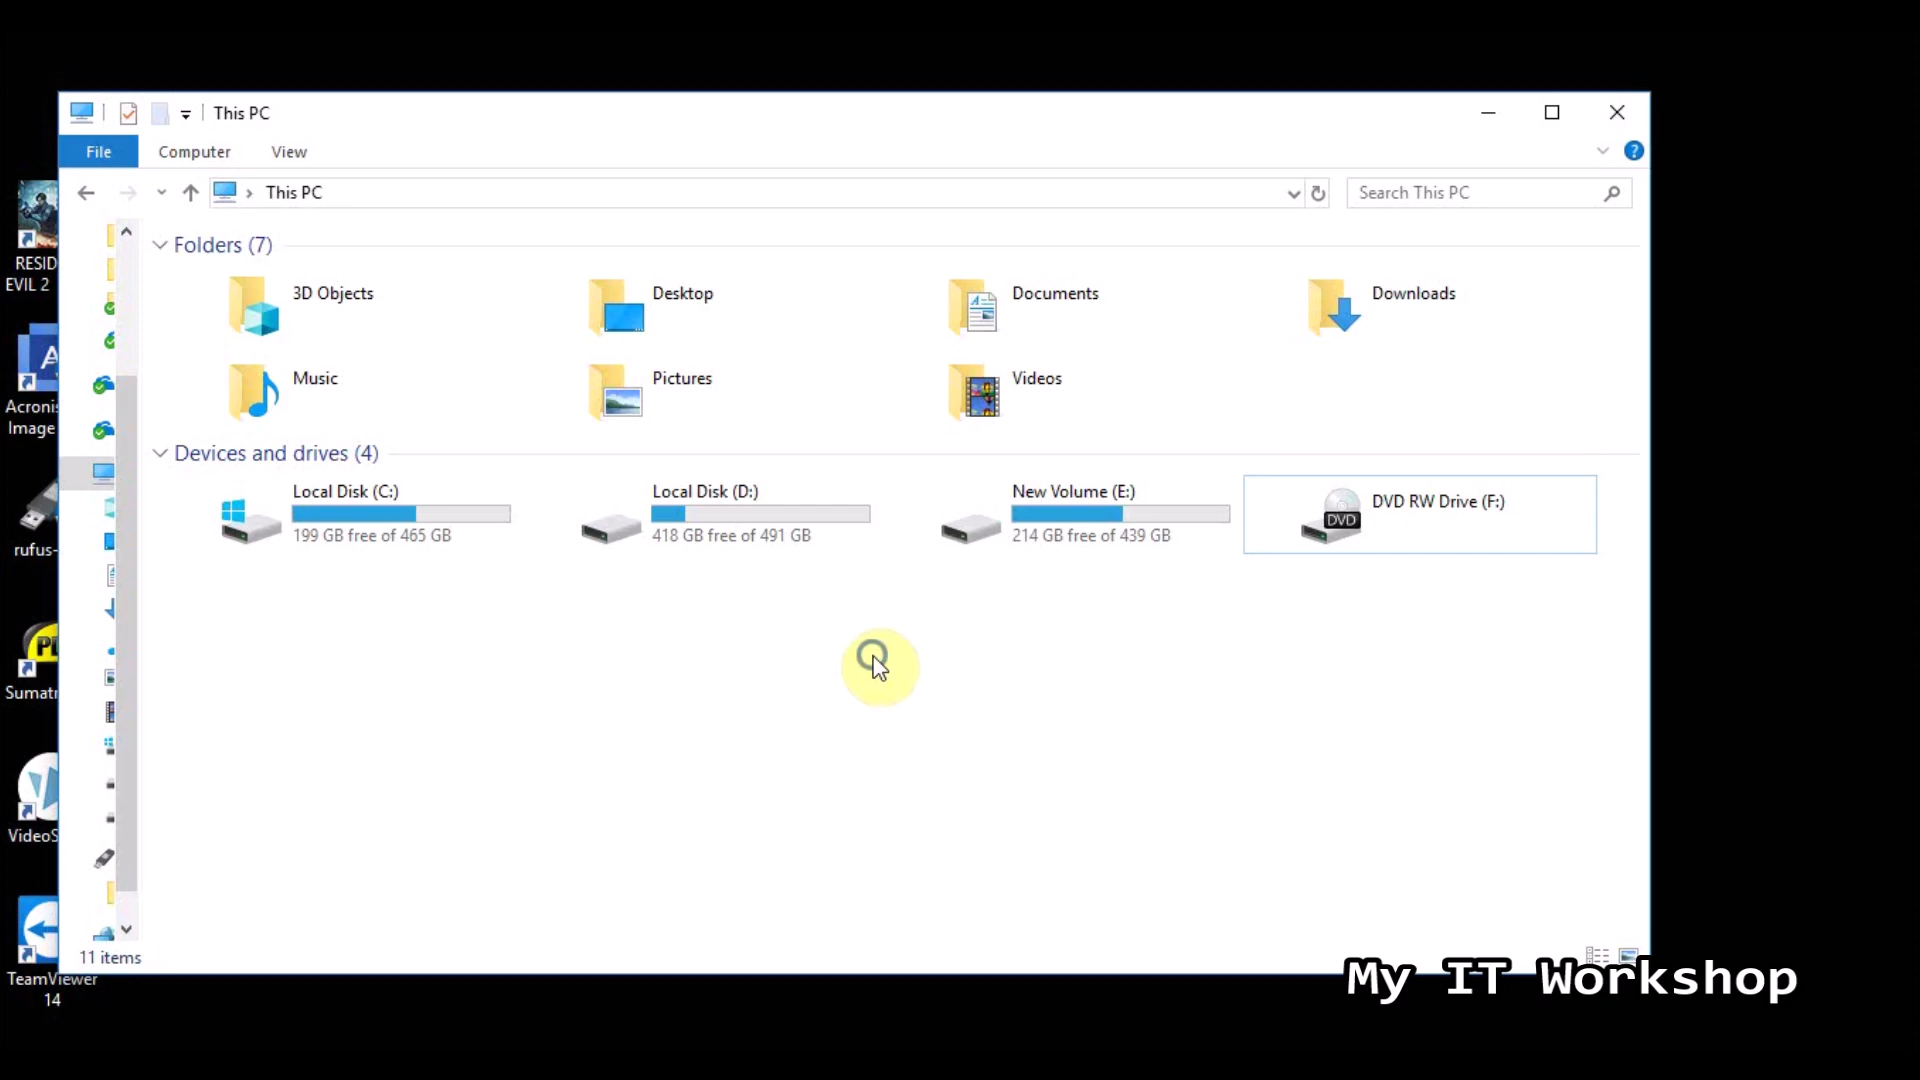 This PC
File Computer View
This PC
Search This PC
Folders (7)
3D Objects
Desktop
Documents
Downloads
Music
Pictures
Videos
Devices and drives (4)
Local Disk (C:)
199 GB free of 465 GB
Local Disk (D:)
418 GB free of 491 GB
New Volume (E:)
214 GB free of 439 GB
DVD RW Drive (F:)
DVD
11 items
RESID
EVIL 2
Acronis
Image
rufus-
Sumatr
VideoS
TeamViewer
14
My IT Workshop